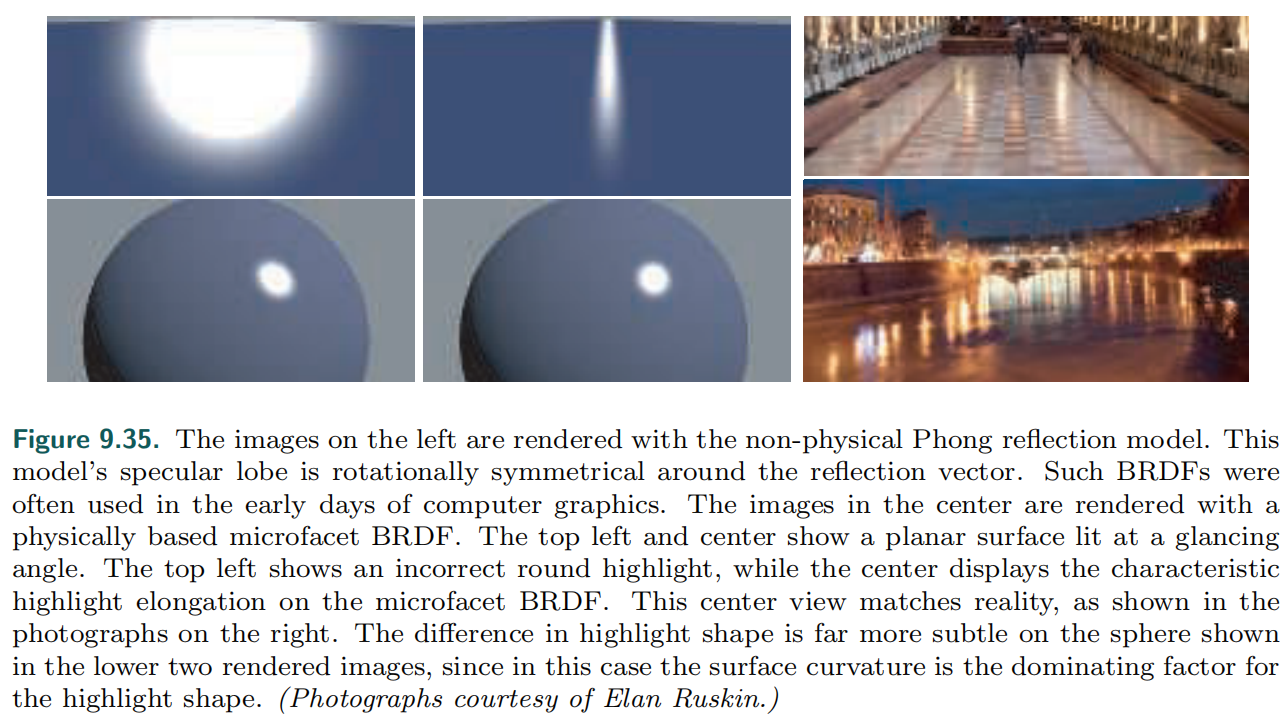 Figure 9.35. The images on the left are rendered with the non-physical Phong reflection model. This
model's specular lobe is rotationally symmetrical around the reflection vector. Such BRDFs were
often used in the early days of computer graphics. The images in the center are rendered with a
physically based microfacet BRDF. The top left and center show a planar surface lit at a glancing
angle. The top left shows an incorrect round highlight, while the center displays the characteristic
highlight elongation on the microfacet BRDF. This center view matches reality, as shown in the
photographs on the right. The difference in highlight shape is far more subtle on the sphere shown
in the lower two rendered images, since in this case the surface curvature is the dominating factor for
the highlight shape. (Photographs courtesy of Elan Ruskin.)